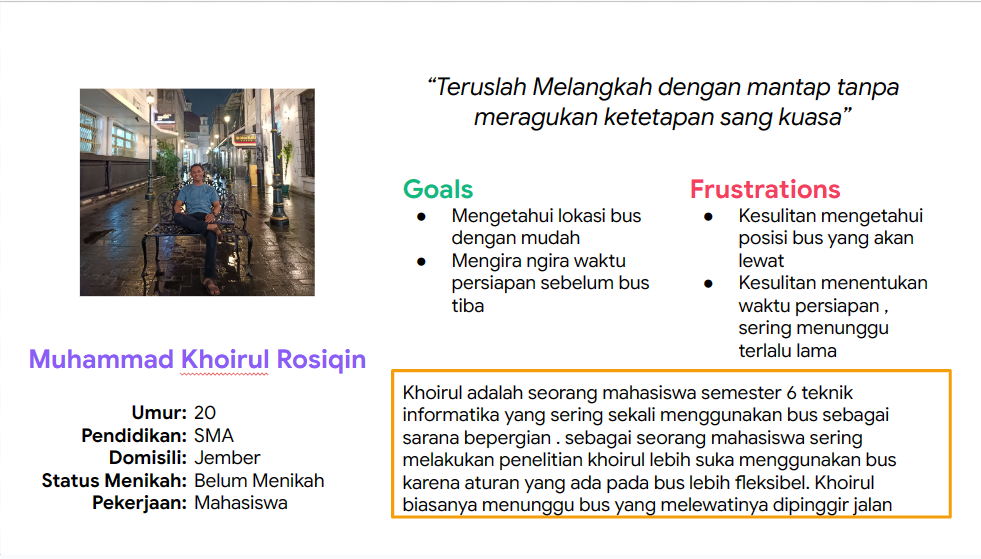 “Teruslah Melangkah dengan mantap tanpa
meragukan ketetapan sang kuasa”
Goals
● Mengetahui lokasi bus
dengan mudah
● Mengira ngira waktu
persiapan sebelum bus
tiba
Frustrations
● Kesulitan mengetahui
posisi bus yang akan
lewat
● Kesulitan menentukan
waktu persiapan ,
sering menunggu
terlalu lama
Muhammad Khoirul Rosiqin
Umur: 20
Pendidikan: SMA
Domisili: Jember
Status Menikah: Belum Menikah
Pekerjaan: Mahasiswa
Khoirul adalah seorang mahasiswa semester 6 teknik
informatika yang sering sekali menggunakan bus sebagai
sarana bepergian . sebagai seorang mahasiswa sering
melakukan penelitian khoirul lebih suka menggunakan bus
karena aturan yang ada pada bus lebih fleksibel. Khoirul
biasanya menunggu bus yang melewatinya dipinggir jalan